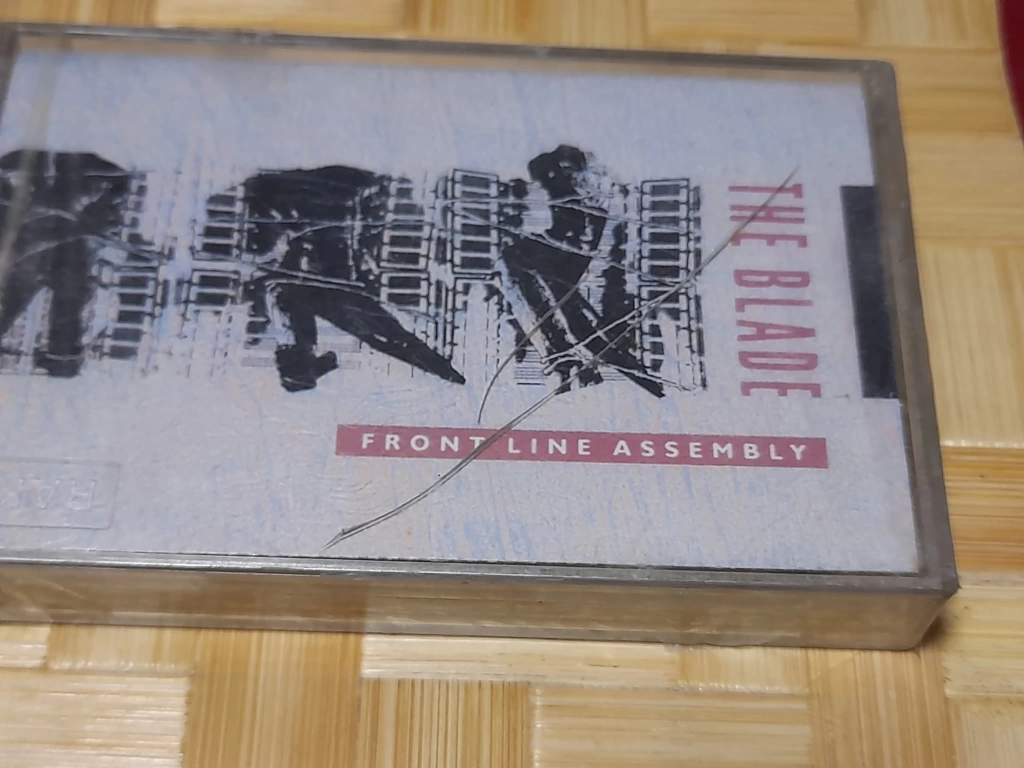 THE BLADE
FRONT LINE ASSEMBLY